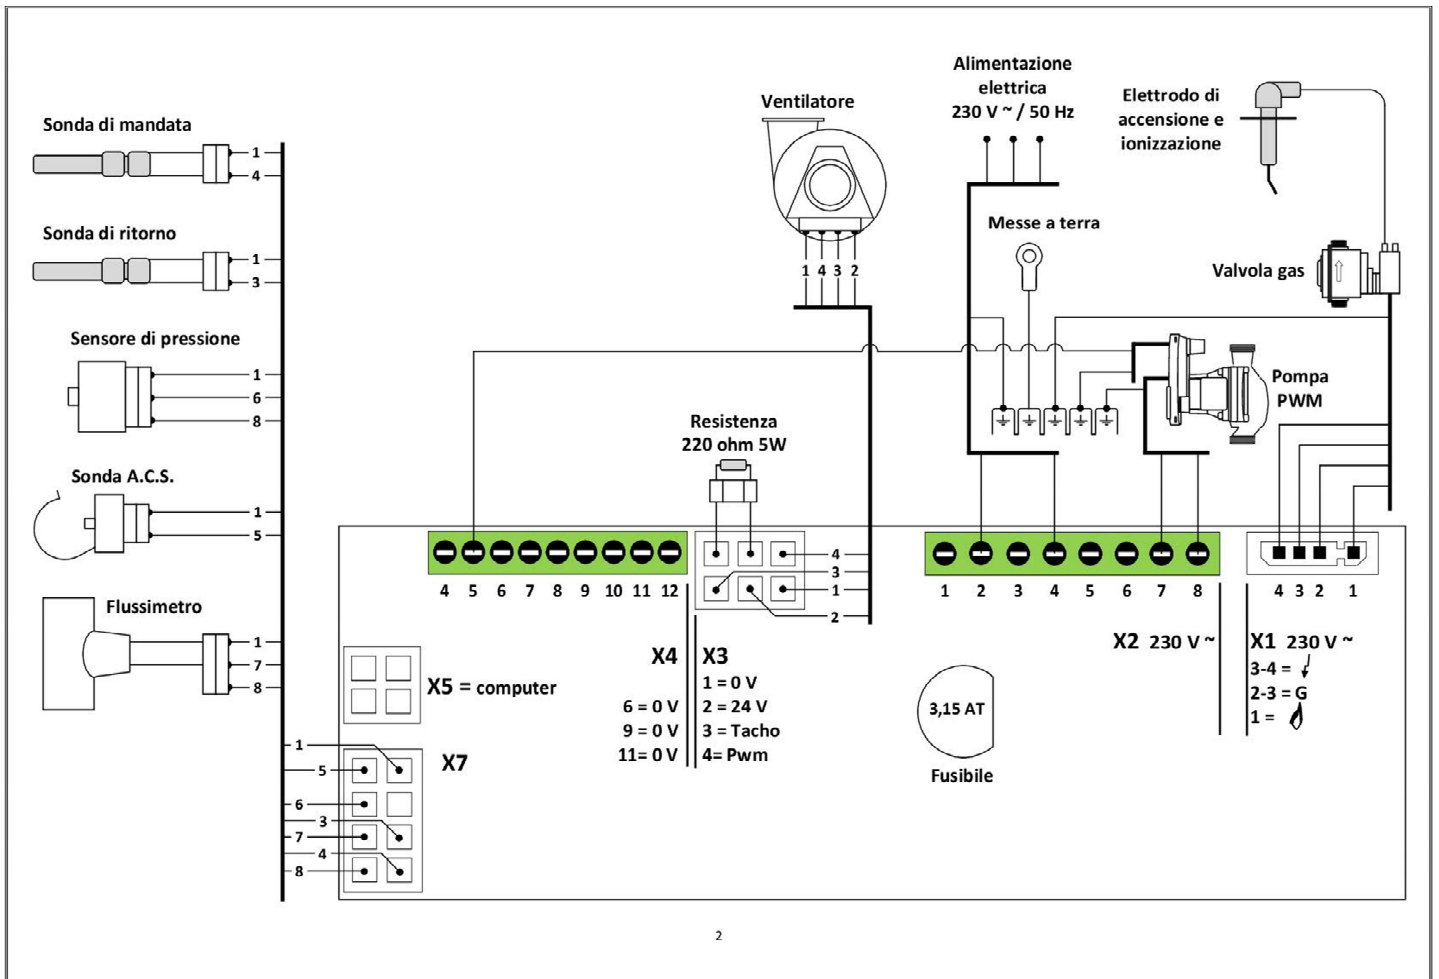 Sonda di mandata
1
4
Sonda di ritorno
1
3
Sensore di pressione
1
6
8
Sonda A.C.S.
1
5
Flussimetro
1
7
8
Ventilatore
1 4 3 2
Alimentazione
elettrica
230 V ~ / 50 Hz
Elettrodo di
accensione e
ionizzazione
Messe a terra
Valvola gas
Pompa
PWM
Resistenza
220 ohm 5W
4 5 6 7 8 9 10 11 12
4
3
1
2
1 2 3 4 5 6 7 8
4 3 2 1
X4
6 = 0 V
9 = 0 V
11= 0 V
X3
1 = 0 V
2 = 24 V
3 = Tacho
4= Pwm
X2 230 V ~
X1 230 V ~
3-4 =
2-3 = G
1 =
3,15 AT
Fusibile
X5 = computer
X7
1
5
6
3
7
4
8
2